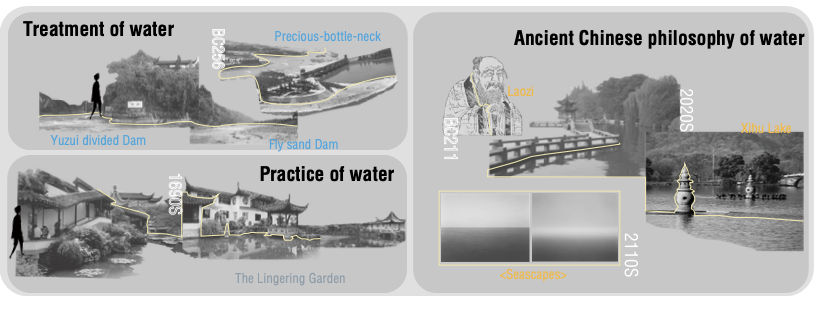 Treatment of water
BC256
Precious-bottle-neck
Yuzui divided Dam
Fly sand Dam
Practice of water
1690S
The Lingering Garden
Ancient Chinese philosophy of water
Laozi
BC211
2020S
Xihu Lake
2110S
<Seascapes>